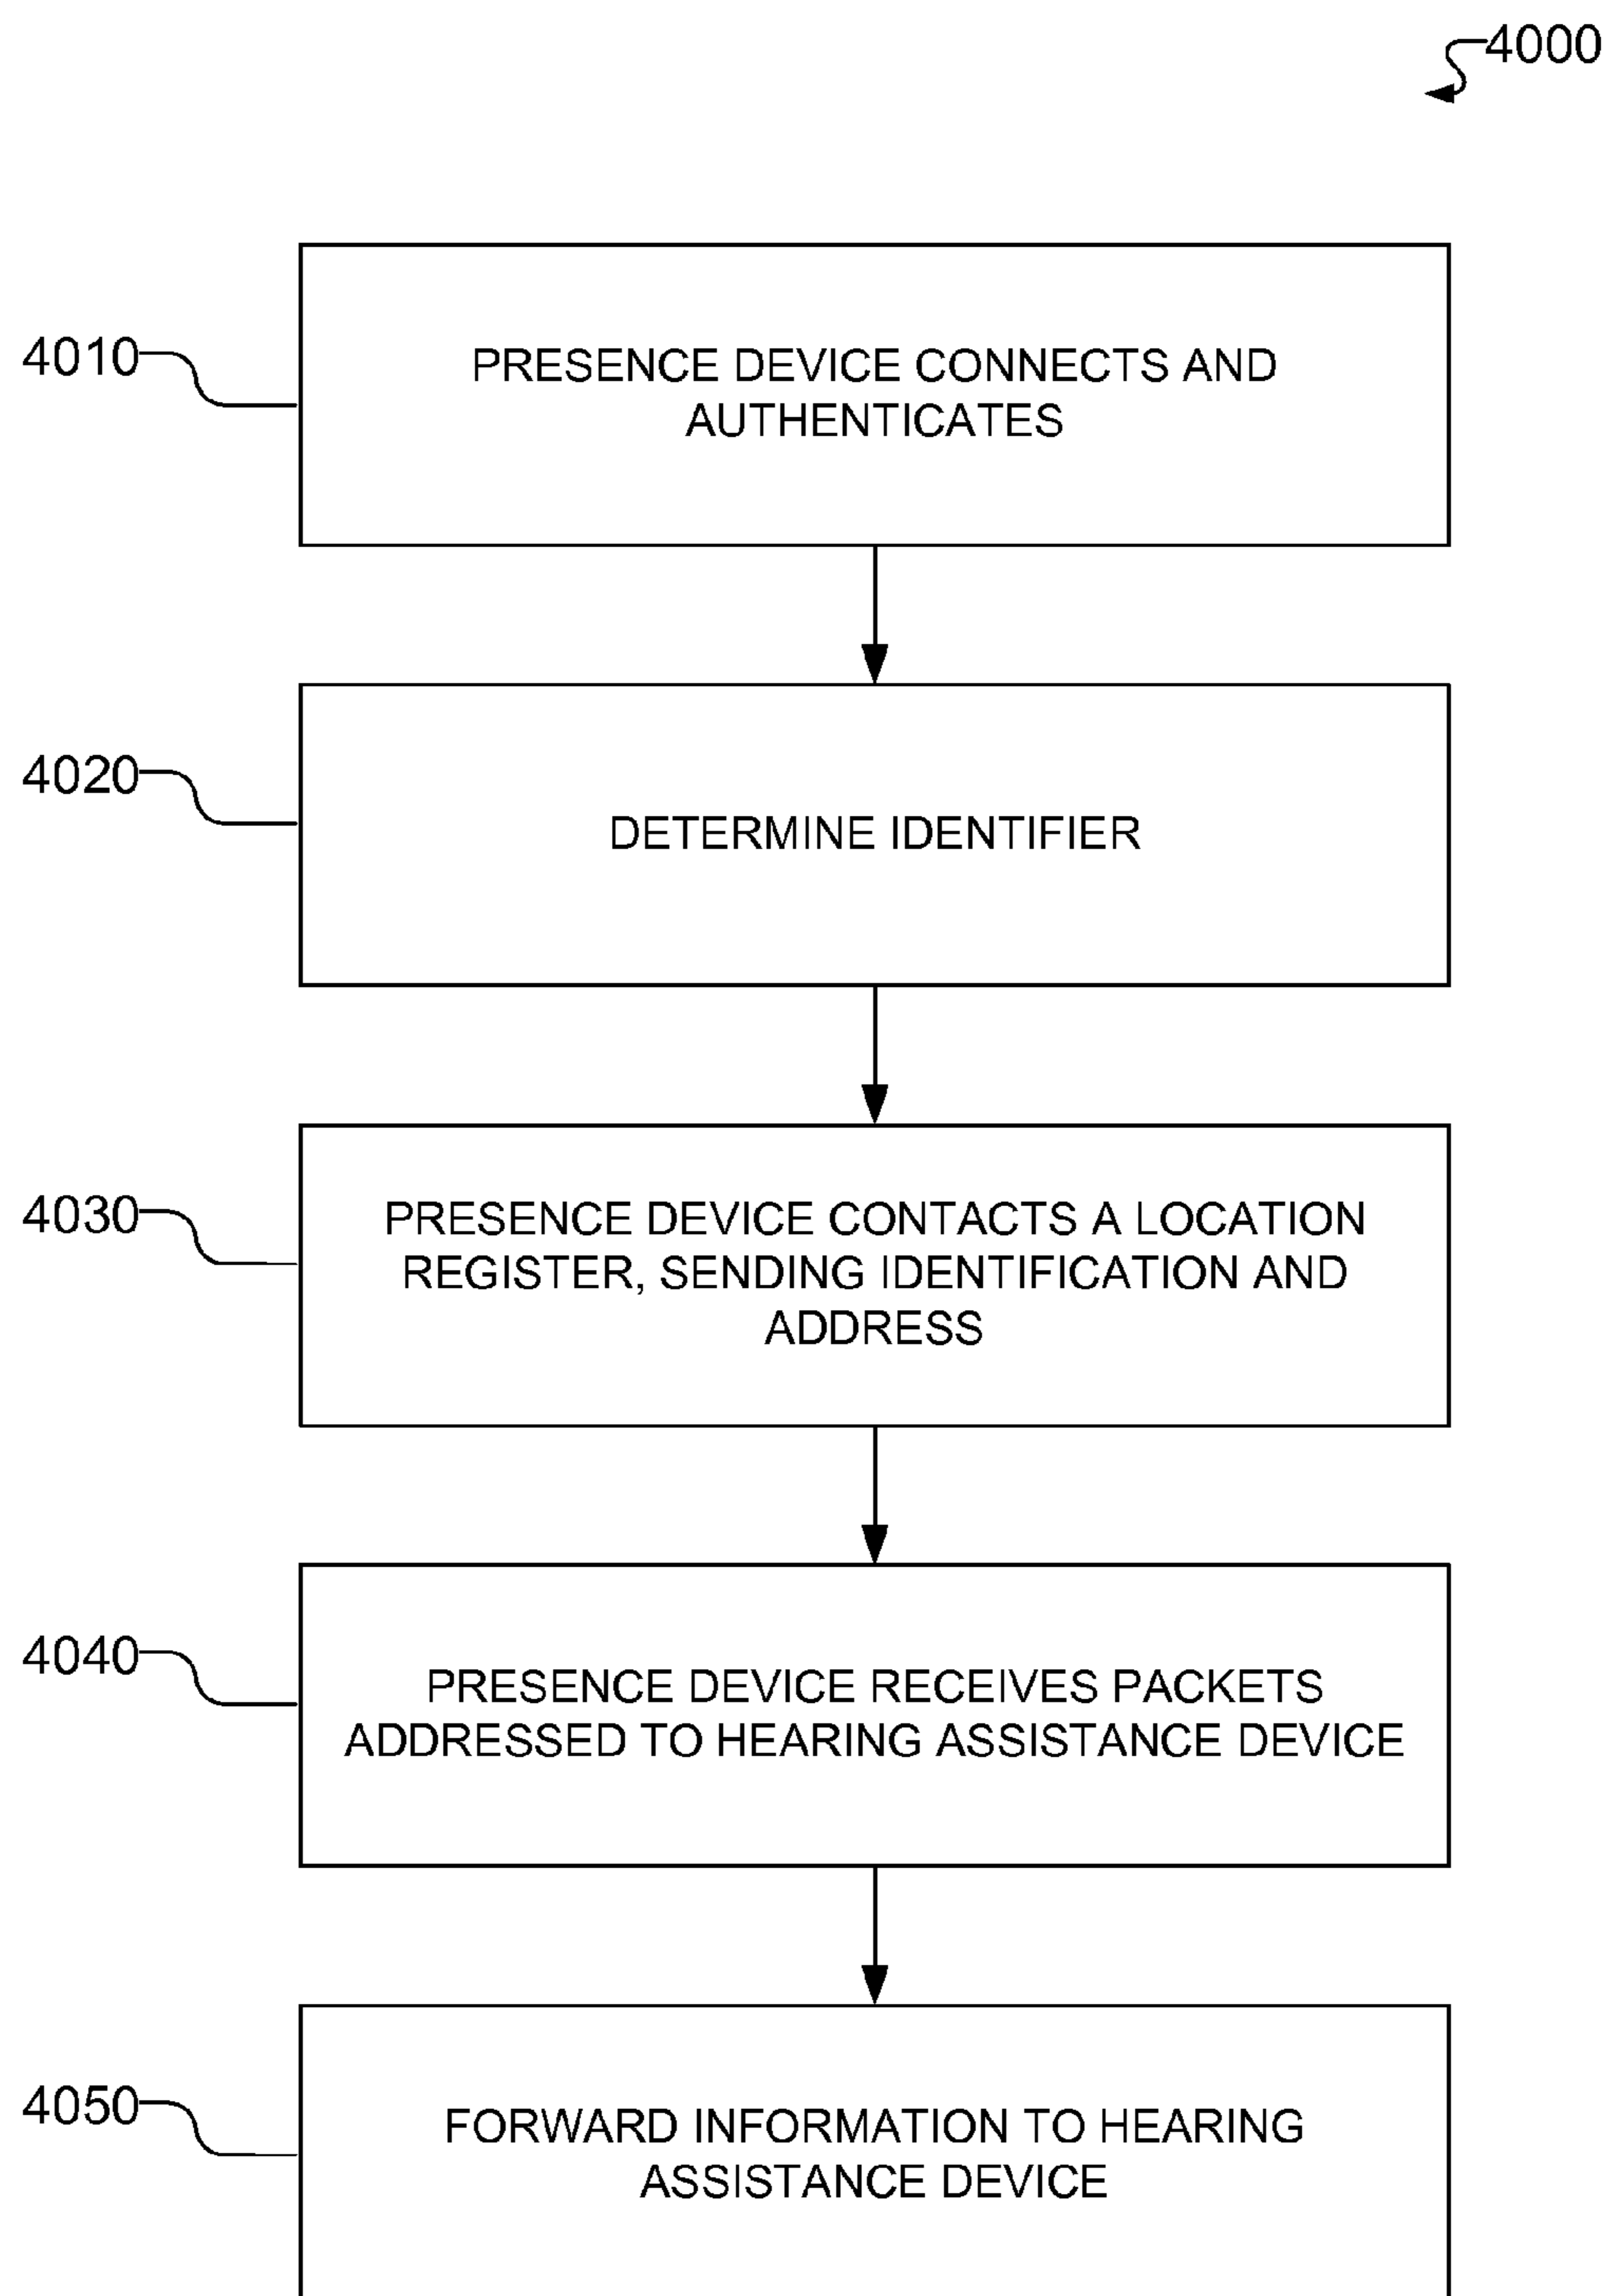 4000
4010
PRESENCE DEVICE CONNECTS AND
AUTHENTICATES
4020
DETERMINE IDENTIFIER
4030
PRESENCE DEVICE CONTACTS A LOCATION
REGISTER, SENDING IDENTIFICATION AND
ADDRESS
4040
PRESENCE DEVICE RECEIVES PACKETS
ADDRESSED TO HEARING ASSISTANCE DEVICE
4050
FORWARD INFORMATION TO HEARING
ASSISTANCE DEVICE